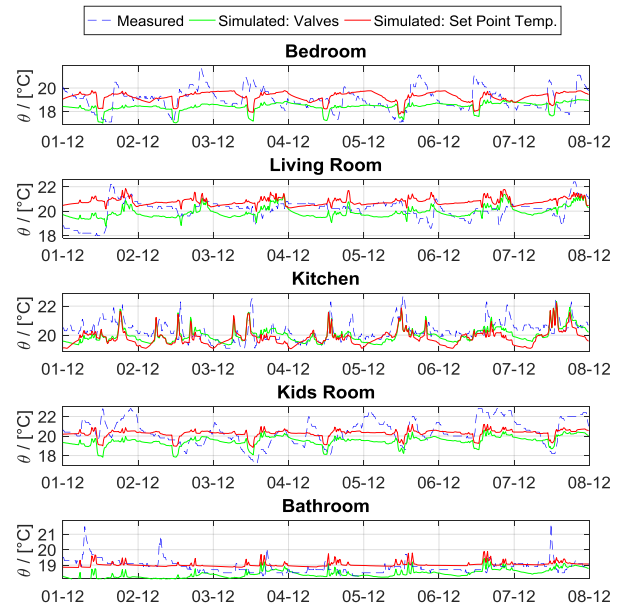 Measured Simulated: Valves Simulated: Set Point Temp.
Bedroom
θ / [°C]
20
18
01-12 02-12 03-12 04-12 05-12 06-12 07-12 08-12
Living Room
θ / [°C]
22
20
18
01-12 02-12 03-12 04-12 05-12 06-12 07-12 08-12
Kitchen
θ / [°C]
22
20
01-12 02-12 03-12 04-12 05-12 06-12 07-12 08-12
Kids Room
θ / [°C]
22
20
18
01-12 02-12 03-12 04-12 05-12 06-12 07-12 08-12
Bathroom
θ / [°C]
21
20
19
01-12 02-12 03-12 04-12 05-12 06-12 07-12 08-12